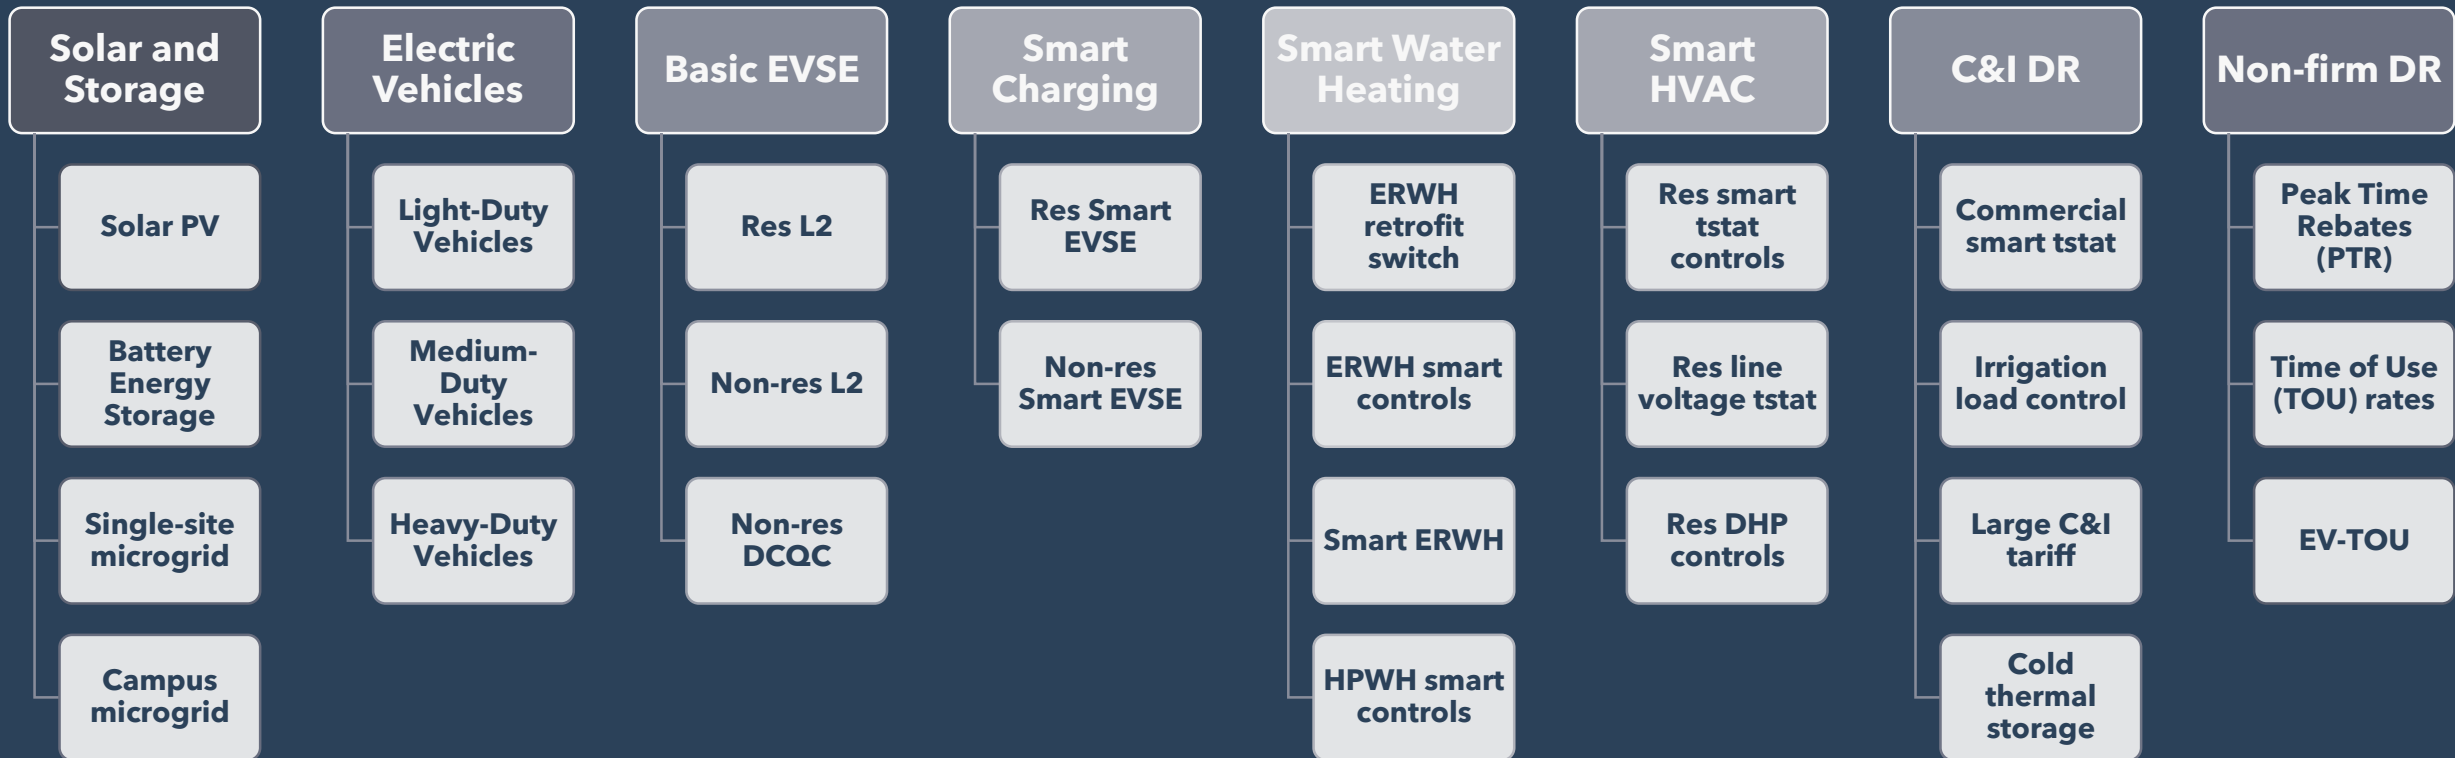 Solar and
Storage
Solar PV
Battery
Energy
Storage
Single-site
microgrid
Campus
microgrid
Electric
Vehicles
Light-Duty
Vehicles
Medium-
Duty
Vehicles
Heavy-Duty
Vehicles
Basic EVSE
Res L2
Non-res L2
Non-res
DCQC
Smart
Charging
Res Smart
EVSE
Non-res
Smart EVSE
Smart Water
Heating
ERWH
retrofit
switch
ERWH smart
controls
Smart ERWH
HPWH smart
controls
Smart
HVAC
Res smart
tstat
controls
Res line
voltage tstat
Res DHP
controls
C&I DR
Commercial
smart tstat
Irrigation
load control
Large C&I
tariff
Cold
thermal
storage
Non-firm DR
Peak Time
Rebates
(PTR)
Time of Use
(TOU) rates
EV-TOU